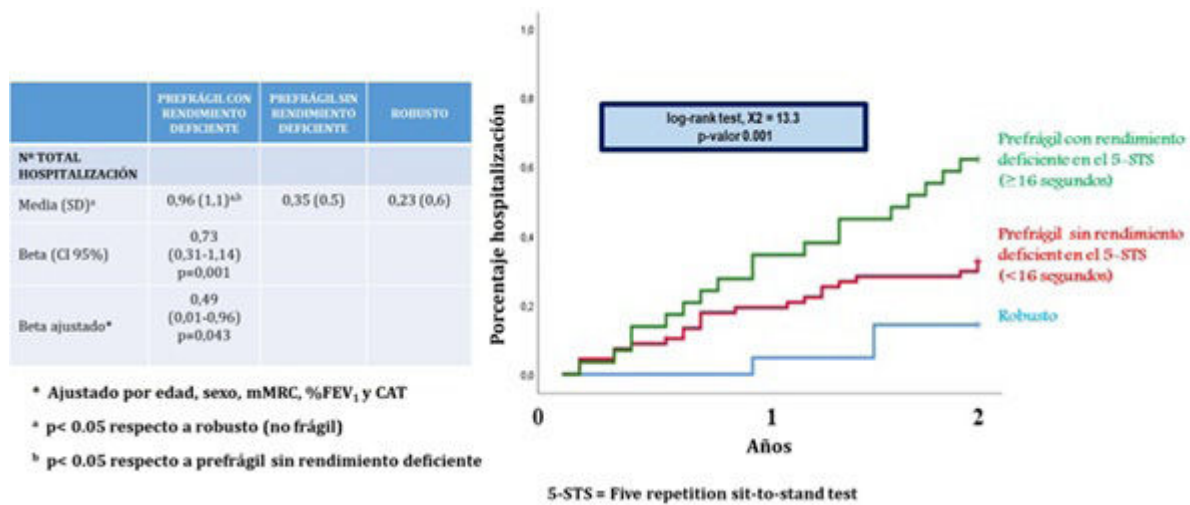 PREFRÁGIL CON RENDIMIENTO DEFICIENTE
PREFRÁGIL SIN RENDIMIENTO DEFICIENTE
ROBUSTO
Nº TOTAL HOSPITALIZACIÓN
Media (SD)ᵃ
0,96 (1,1)ᵃᵇ
0,35 (0.5)
0,23 (0,6)
Beta (CI 95%)
0,73
(0,31-1,14)
p=0,001
Beta ajustado*
0,49
(0,01-0,96)
p=0,043
* Ajustado por edad, sexo, mMRC, %FEV₁ y CAT
ᵃ p< 0.05 respecto a robusto (no frágil)
ᵇ p< 0.05 respecto a prefrágil sin rendimiento deficiente
Porcentaje hospitalización
1,0
0,8
0,6
0,4
0,2
0,0
log-rank test, X2 = 13.3
p-valor 0.001
Prefrágil con rendimiento
deficiente en el 5-STS
(≥16 segundos)
Prefrágil sin rendimiento
deficient en el 5-STS
(<16 segundos)
Robusto
0
1
2
Años
5-STS = Five repetition sit-to-stand test